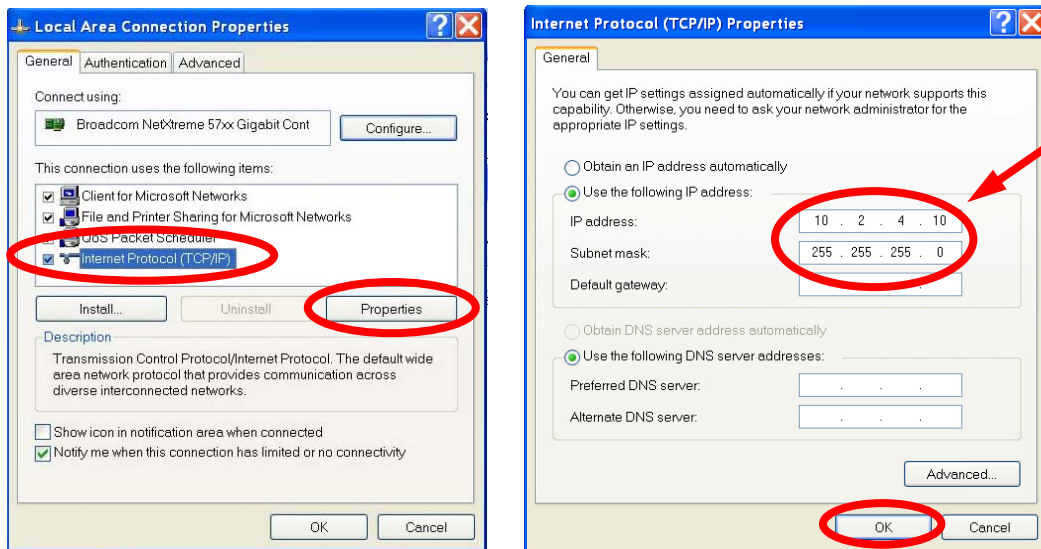 Local Area Connection Properties
General
Authentication
Advanced
Connect using:
Broadcom NetXtreme 57xx Gigabit Cont
Configure...
This connection uses the following items:
Client for Microsoft Networks
File and Printer Sharing for Microsoft Networks
QoS Packet Scheduler
Internet Protocol (TCP/IP)
Install...
Uninstall
Properties
Description
Transmission Control Protocol/Internet Protocol. The default wide
area network protocol that provides communication across
diverse interconnected networks.
Show icon in notification area when connected
Notify me when this connection has limited or no connectivity
OK
Cancel
Internet Protocol (TCP/IP) Properties
General
You can get IP settings assigned automatically if your network supports this
capability. Otherwise, you need to ask your network administrator for the
appropriate IP settings.
Obtain an IP address automatically
Use the following IP address:
IP address: 10 . 2 . 4 . 10
Subnet mask: 255 . 255 . 255 . 0
Default gateway: . . .
Obtain DNS server address automatically
Use the following DNS server addresses:
Preferred DNS server: . . .
Alternate DNS server: . . .
Advanced...
OK
Cancel